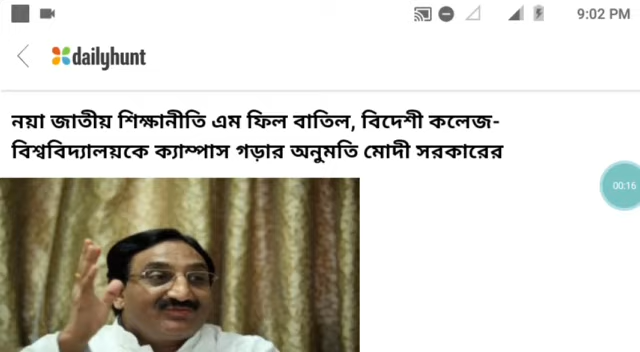 9:02 PM
dailyhunt
নয়া জাতীয় শিক্ষানীতি এম ফিল বাতিল, বিদেশী কলেজ-
বিশ্ববিদ্যালয়কে ক্যাম্পাস গড়ার অনুমতি মোদী সরকারের
00:16